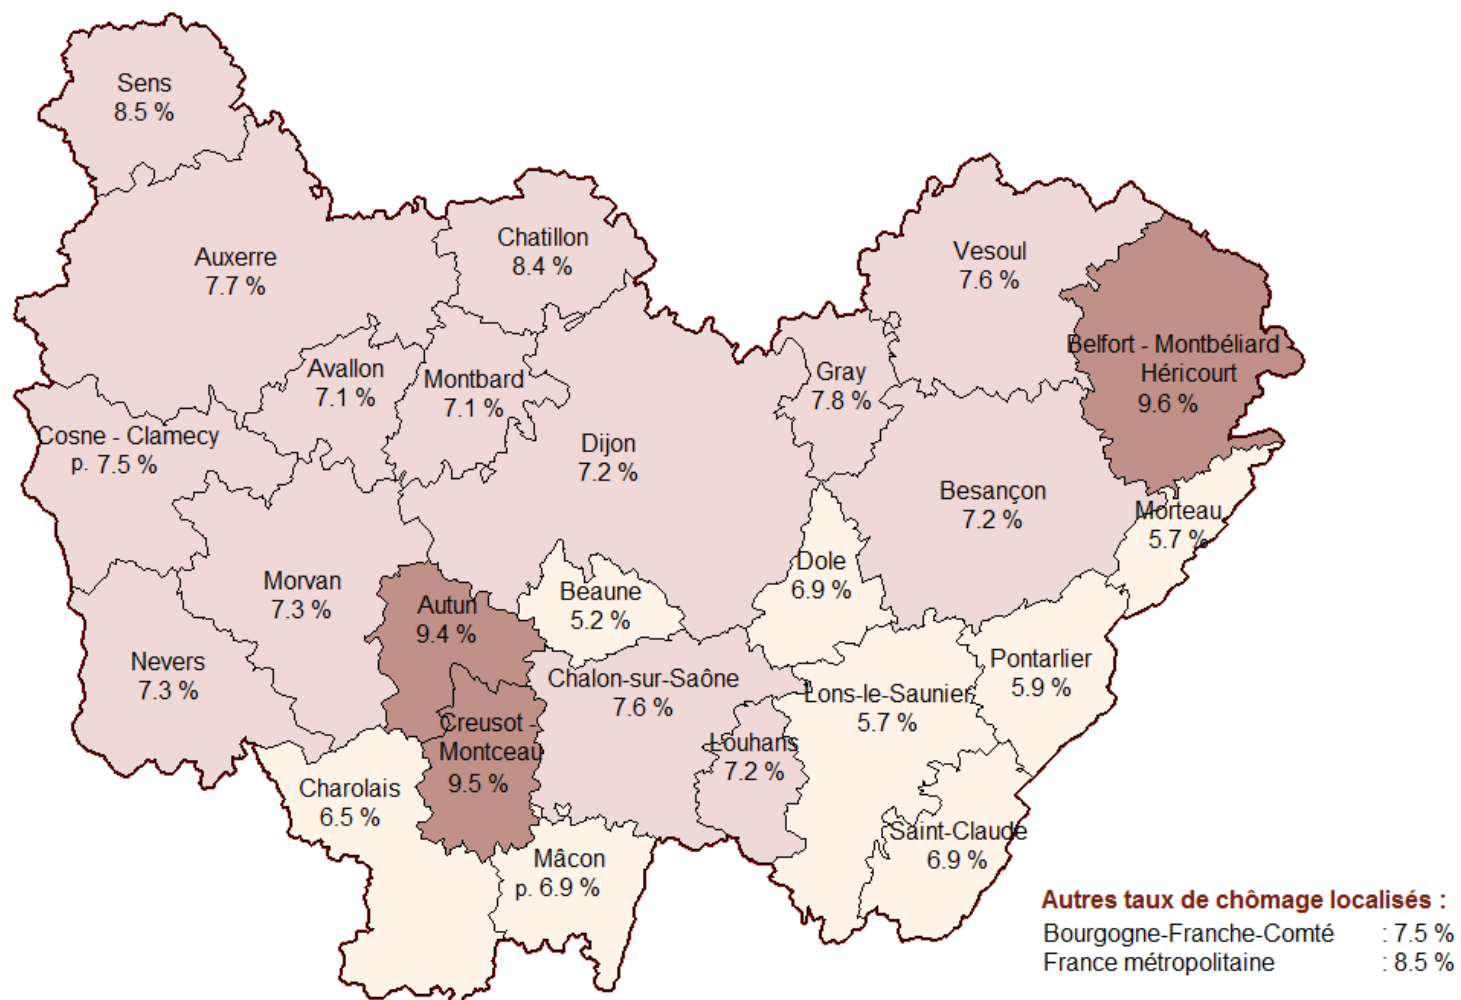 Sens
8.5 %
Auxerre
7.7 %
Chatillon
8.4 %
Vesoul
7.6 %
Belfort - Montbéliard -
Héricourt
9.6 %
Avallon
7.1 %
Montbard
7.1 %
Gray
7.8 %
Cosne - Clamecy
p. 7.5 %
Dijon
7.2 %
Besançon
7.2 %
Morteau
5.7 %
Morvan
7.3 %
Autun
9.4 %
Beaune
5.2 %
Dole
6.9 %
Nevers
7.3 %
Chalon-sur-Saône
7.6 %
Lons-le-Saunier
5.7 %
Pontarlier
5.9 %
Creusot -
Montceau
9.5 %
Louhans
7.2 %
Charolais
6.5 %
Saint-Claude
6.9 %
Mâcon
p. 6.9 %
Autres taux de chômage localisés :
Bourgogne-Franche-Comté : 7.5 %
France métropolitaine : 8.5 %